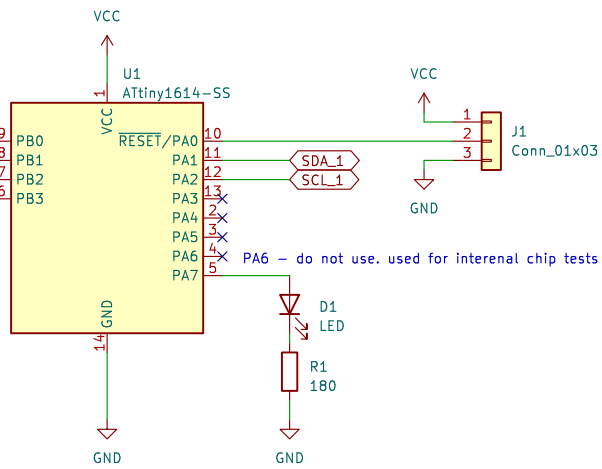 VCC
U1
ATtiny1614-SS
VCC
1
VCC
9 PB0
8 PB1
7 PB2
6 PB3
RESET/PA0 10
PA1 11
PA2 12
PA3 13
PA4 2
PA5 3
PA6 4
PA7 5
SDA_1
SCL_1
1
2
3
J1
Conn_01x03
GND
PA6 - do not use. used for interenal chip tests
D1
LED
R1
180
GND
14
GND
GND